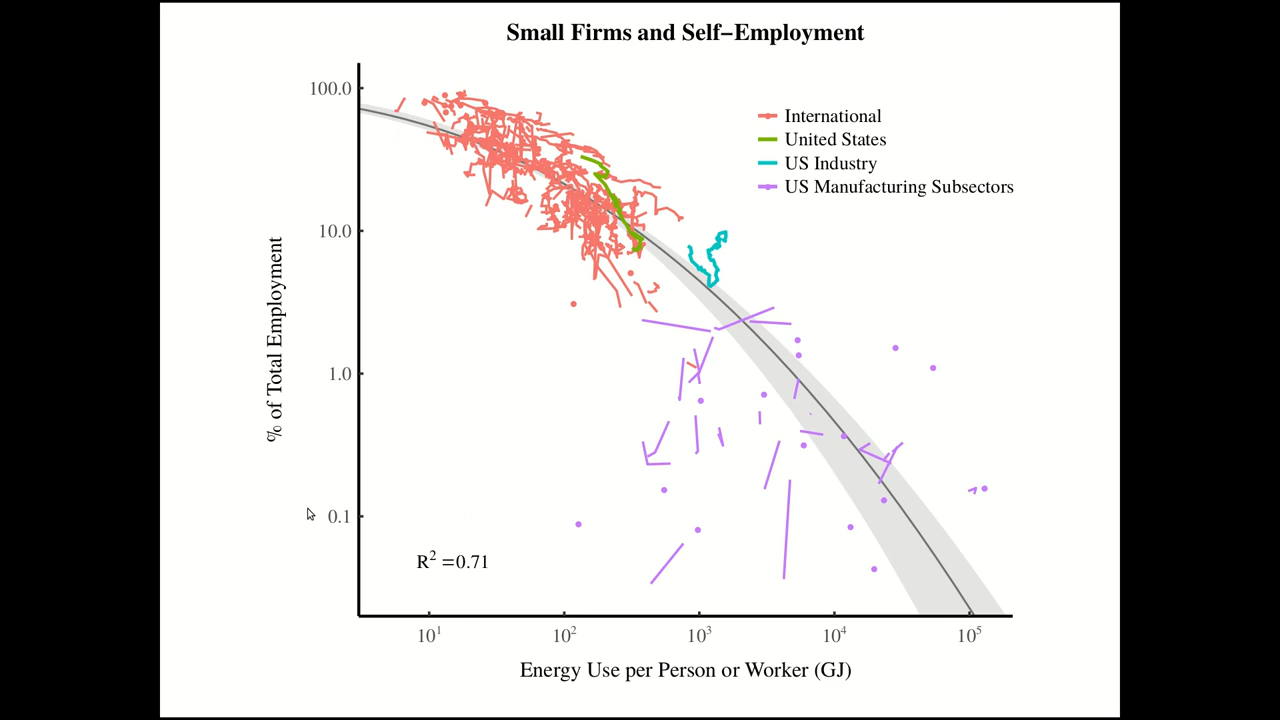 Small Firms and Self−Employment
100.0
10.0
1.0
0.1
% of Total Employment
International
United States
US Industry
US Manufacturing Subsectors
R² =0.71
10¹ 10² 10³ 10⁴ 10⁵
Energy Use per Person or Worker (GJ)